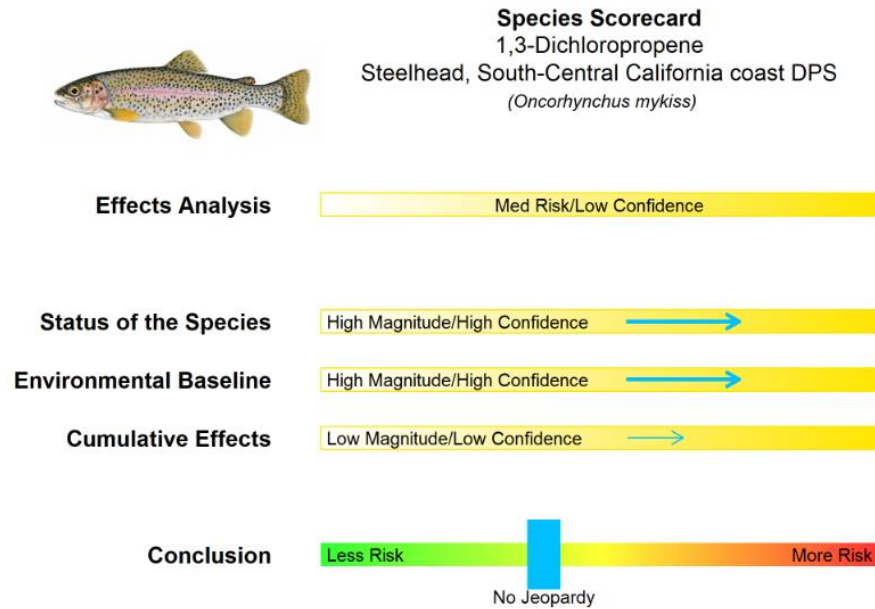 Species Scorecard
1,3-Dichloropropene
Steelhead, South-Central California coast DPS
(Oncorhynchus mykiss)
Effects Analysis
Med Risk/Low Confidence
Status of the Species
High Magnitude/High Confidence
Environmental Baseline
High Magnitude/High Confidence
Cumulative Effects
Low Magnitude/Low Confidence
Conclusion
Less Risk
More Risk
No Jeopardy